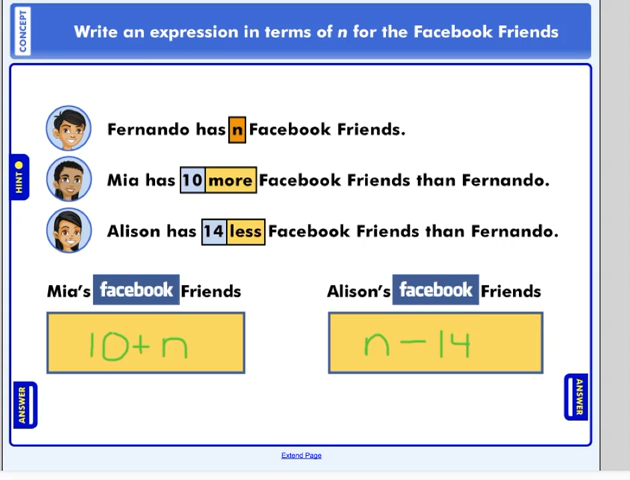 CONCEPT
Write an expression in terms of n for the Facebook Friends
Fernando has n Facebook Friends.
HINT
Mia has 10 more Facebook Friends than Fernando.
Alison has 14 less Facebook Friends than Fernando.
Mia's facebook Friends
Alison's facebook Friends
10+n
n-14
ANSWER
ANSWER
Extend Page